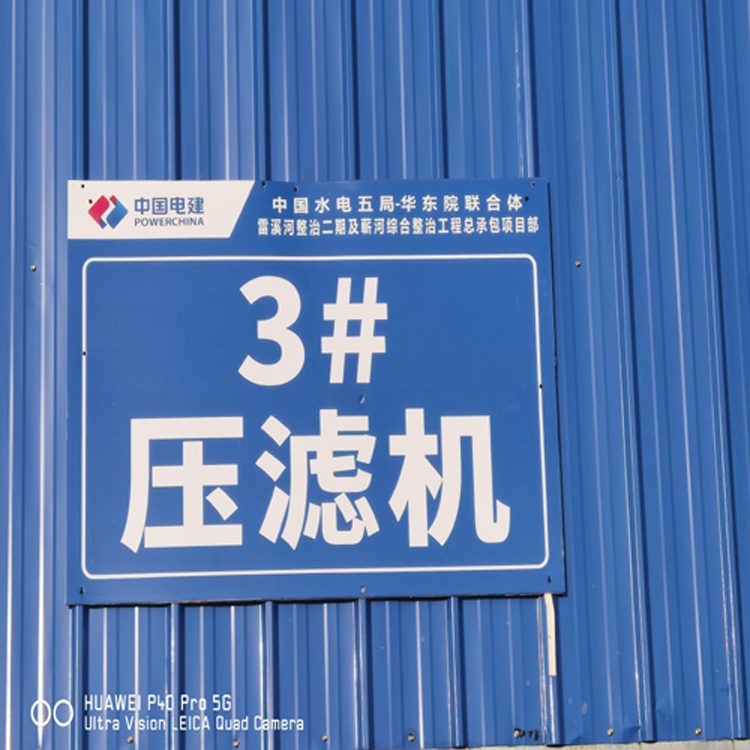 中国电建
POWERCHINA
中国水电五局-华东院联合体
雷溪河整治二期及蕲河综合整治工程总承包项目部
3#
压滤机
HUAWEI P40 Pro 5G
Ultra Vision LEICA Quad Camera